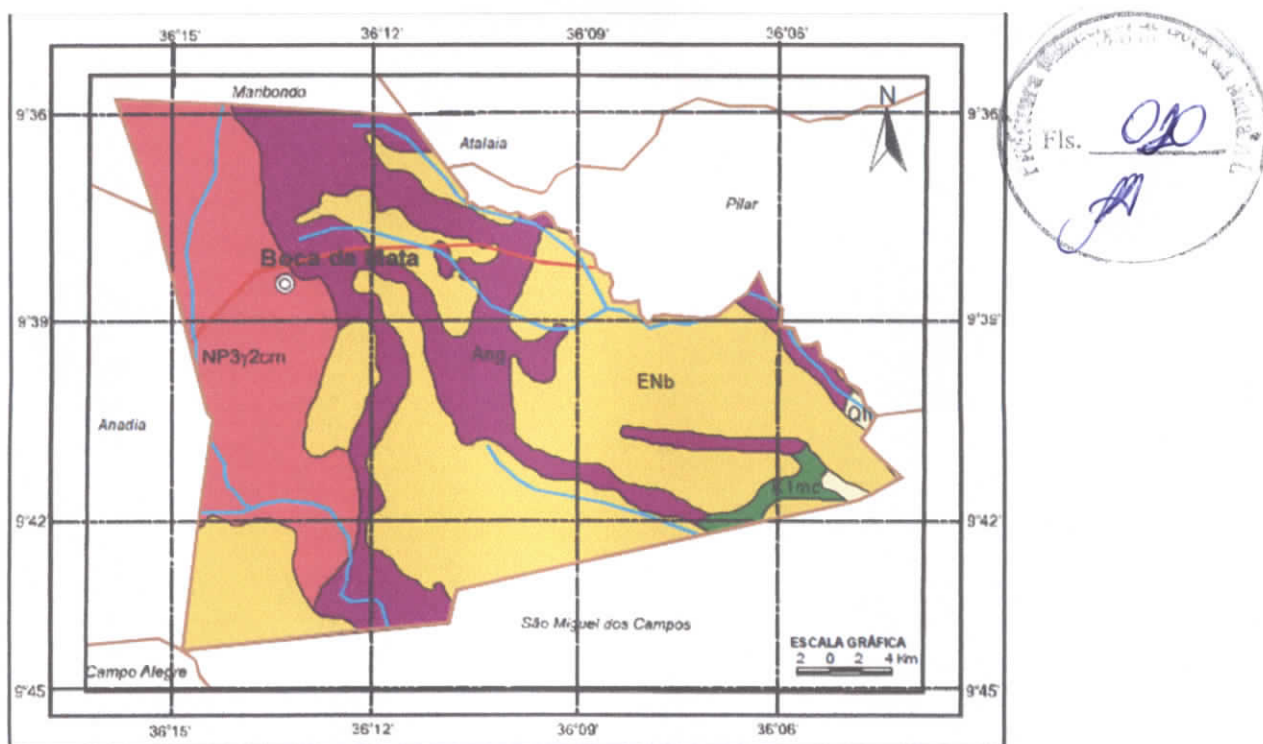 36°15' 36°12' 36°09' 36°06'
Maribondo
N
9°36' 9°36'
Atalaia
Fls. 020
Pilar
Boca da Mata
9°39' 9°39'
NP3γ2cm Ang
ENb
Anadia
Qh
K1mc
9°42' 9°42'
São Miguel dos Campos
ESCALA GRÁFICA
2 0 2 4 Km
Campo Alegre
9°45' 9°45'
36°15' 36°12' 36°09' 36°06'